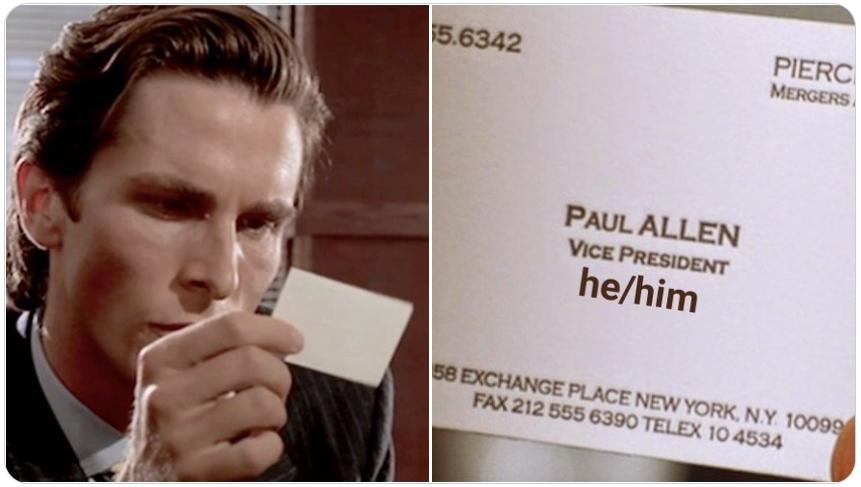 55.6342
PIERC
MERGERS
PAUL ALLEN
VICE PRESIDENT
he/him
58 EXCHANGE PLACE NEW YORK, N.Y. 10099
FAX 212 555 6390 TELEX 10 4534